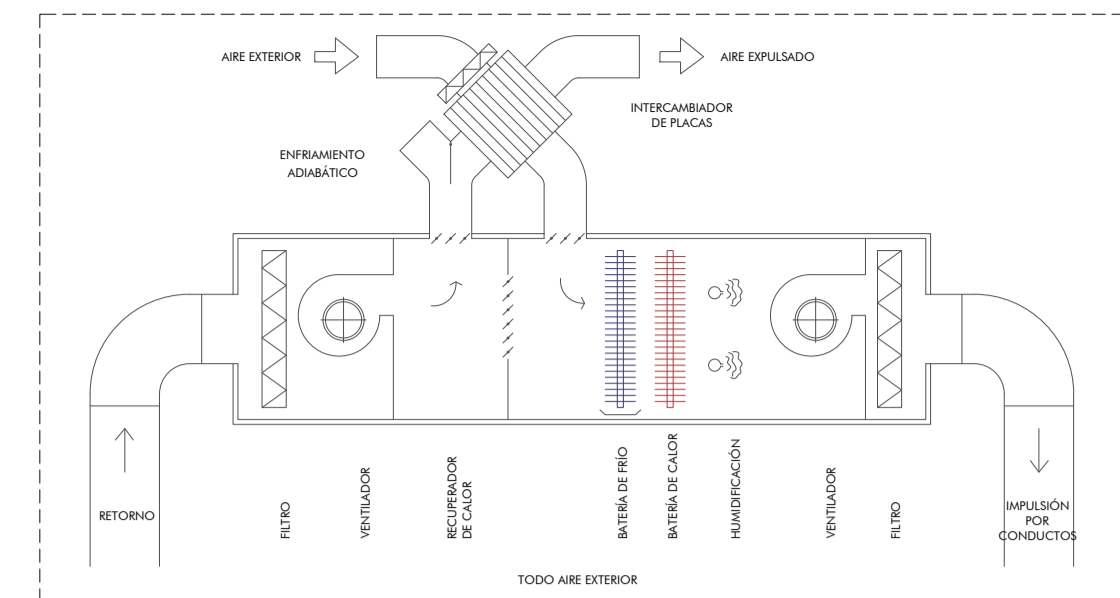 AIRE EXTERIOR
AIRE EXPULSADO
INTERCAMBIADOR
DE PLACAS
ENFRIAMIENTO
ADIABÁTICO
RETORNO
FILTRO
VENTILADOR
RECUPERADOR
DE CALOR
BATERÍA DE FRÍO
BATERÍA DE CALOR
HUMIDIFICACIÓN
VENTILADOR
FILTRO
IMPULSIÓN
POR
CONDUCTOS
TODO AIRE EXTERIOR